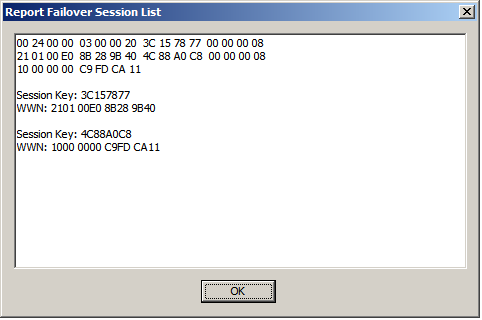 Report Failover Session List
00 24 00 00 03 00 00 20 3C 15 78 77 00 00 00 08
21 01 00 E0 8B 28 9B 40 4C 88 A0 C8 00 00 00 08
10 00 00 00 C9 FD CA 11
Session Key: 3C157877
WWN: 2101 00E0 8B28 9B40
Session Key: 4C88A0C8
WWN: 1000 0000 C9FD CA11
OK